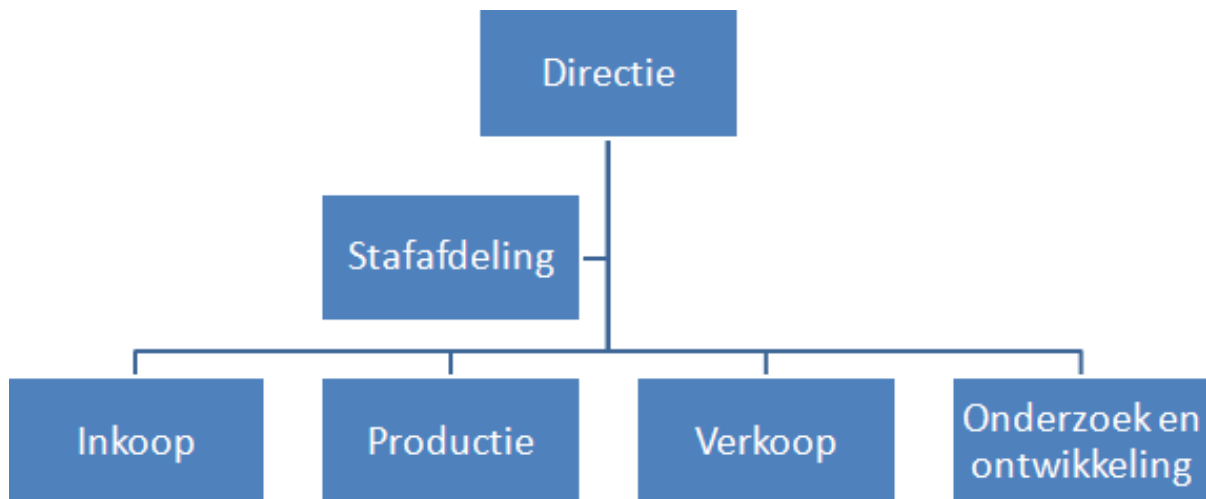 Directie
Stafafdeling
Inkoop
Productie
Verkoop
Onderzoek en
ontwikkeling